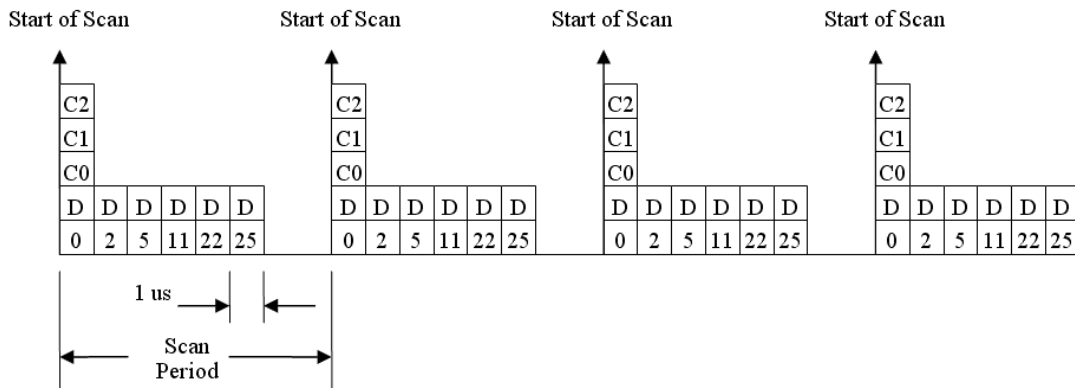 Start of Scan Start of Scan Start of Scan Start of Scan
C2 C2 C2 C2
C1 C1 C1 C1
C0 C0 C0 C0
D D D D D D D D D D D D D D D D D D D D D D D D
0 2 5 11 22 25 0 2 5 11 22 25 0 2 5 11 22 25 0 2 5 11 22 25
1 us
Scan
Period